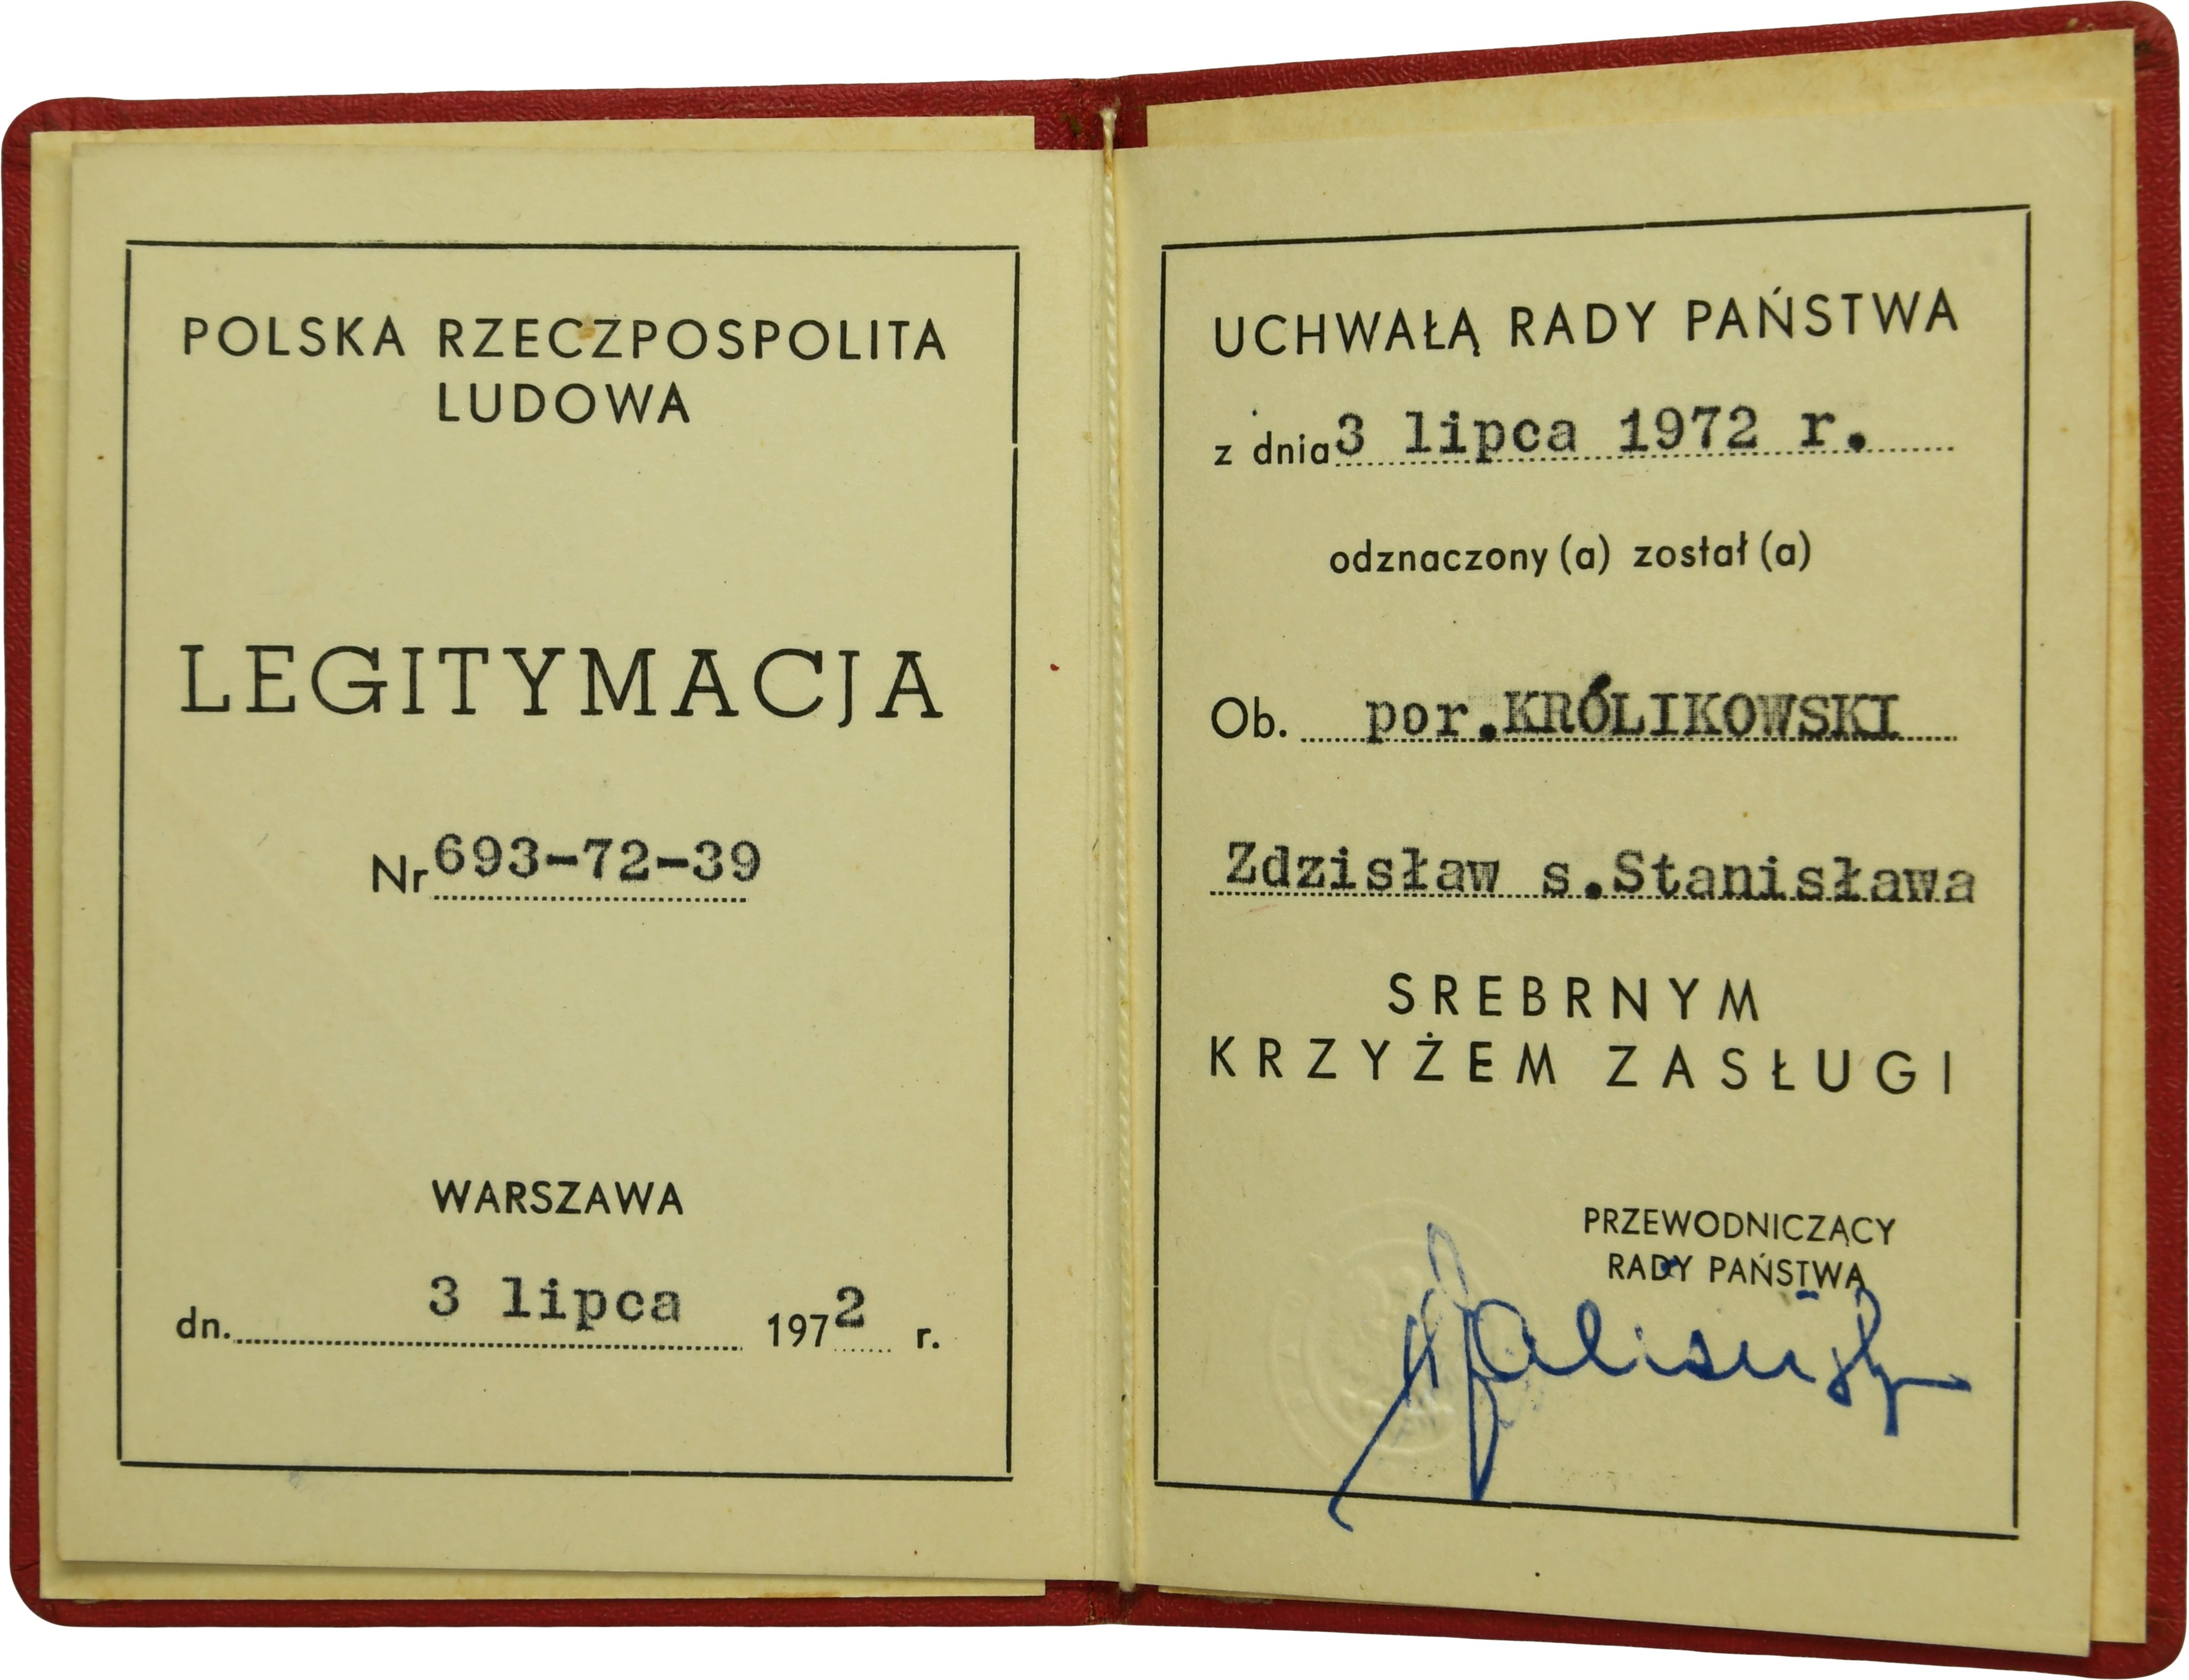 POLSKA RZECZPOSPOLITA
LUDOWA
LEGITYMACJA
Nr 693-72-39
WARSZAWA
dn. 3 lipca 1972 r.
UCHWAŁĄ RADY PAŃSTWA
z dnia 3 lipca 1972 r.
odznaczony (a) został (a)
Ob. por.KRÓLIKOWSKI
Zdzisław s.Stanisława
SREBRNYM
KRZYŻEM ZASŁUGI
PRZEWODNICZĄCY
RADY PAŃSTWA